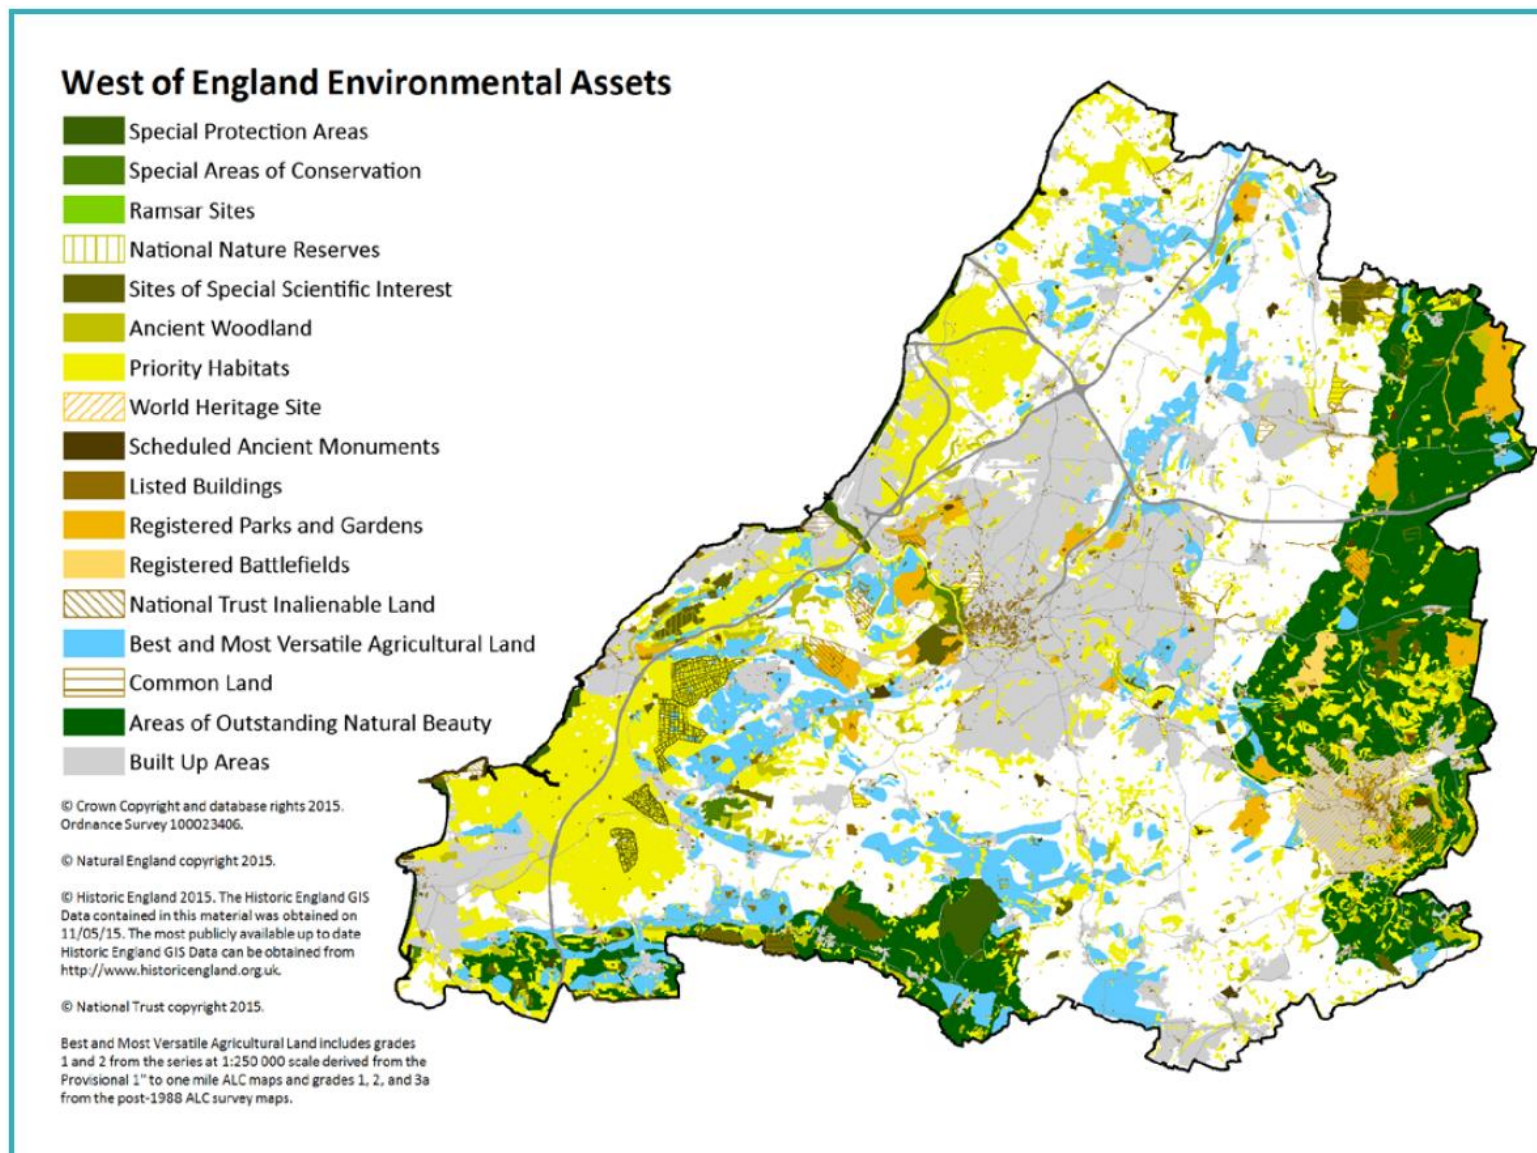 West of England Environmental Assets
Special Protection Areas
Special Areas of Conservation
Ramsar Sites
National Nature Reserves
Sites of Special Scientific Interest
Ancient Woodland
Priority Habitats
World Heritage Site
Scheduled Ancient Monuments
Listed Buildings
Registered Parks and Gardens
Registered Battlefields
National Trust Inalienable Land
Best and Most Versatile Agricultural Land
Common Land
Areas of Outstanding Natural Beauty
Built Up Areas
© Crown Copyright and database rights 2015.
Ordnance Survey 100023406.
© Natural England copyright 2015.
© Historic England 2015. The Historic England GIS
Data contained in this material was obtained on
11/05/15. The most publicly available up to date
Historic England GIS Data can be obtained from
http://www.historicengland.org.uk.
© National Trust copyright 2015.
Best and Most Versatile Agricultural Land includes grades
1 and 2 from the series at 1:250 000 scale derived from the
Provisional 1" to one mile ALC maps and grades 1, 2, and 3a
from the post-1988 ALC survey maps.